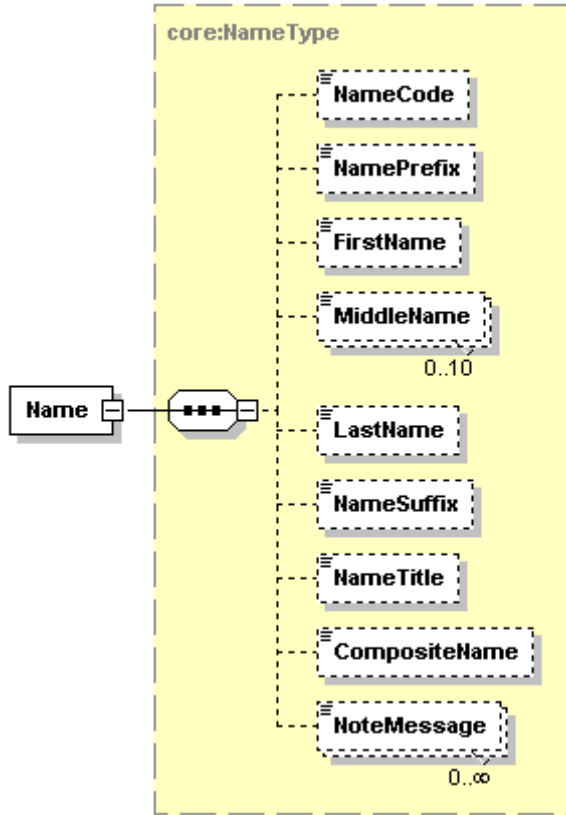 core:NameType
NameCode
NamePrefix
FirstName
MiddleName
0..10
Name
LastName
NameSuffix
NameTitle
CompositeName
NoteMessage
0..∞